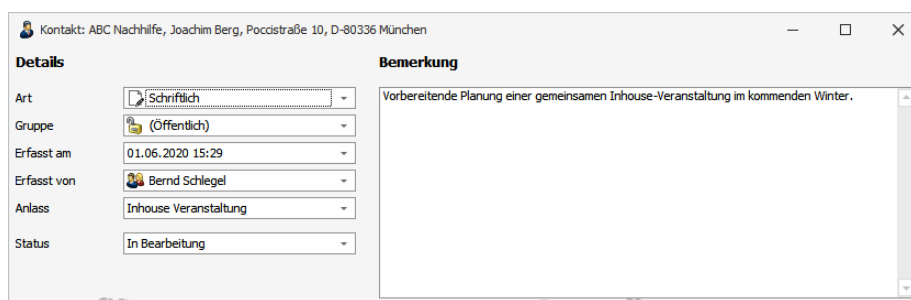 Kontakt: ABC Nachhilfe, Joachim Berg, Poccistraße 10, D-80336 München
Details
Art
Schriftlich
Gruppe
(Öffentlich)
Erfasst am
01.06.2020 15:29
Erfasst von
Bernd Schlegel
Anlass
Inhouse Veranstaltung
Status
In Bearbeitung
Bemerkung
Vorbereitende Planung einer gemeinsamen Inhouse-Veranstaltung im kommenden Winter.